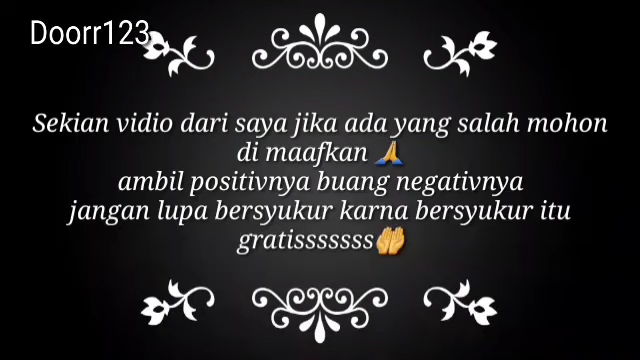 Doorr123
Sekian vidio dari saya jika ada yang salah mohon
di maafkan 🙏
ambil positivnya buang negativnya
jangan lupa bersyukur karna bersyukur itu
gratisssssss🤲